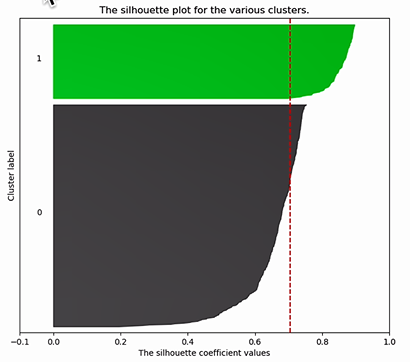 The silhouette plot for the various clusters.
1
0
Cluster label
−0.1 0.0 0.2 0.4 0.6 0.8 1.0
The silhouette coefficient values